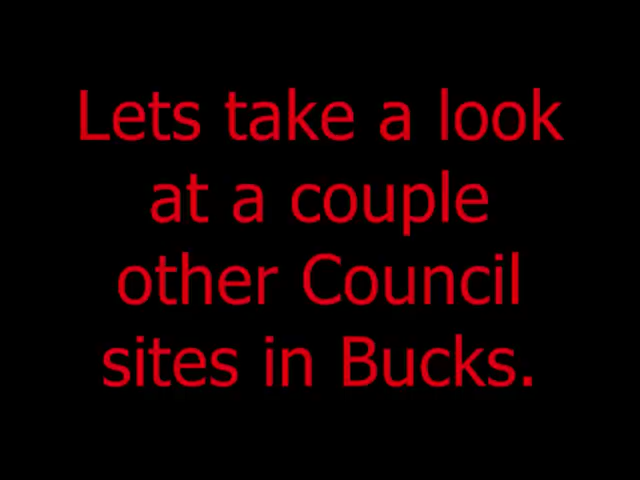 Lets take a look
at a couple
other Council
sites in Bucks.